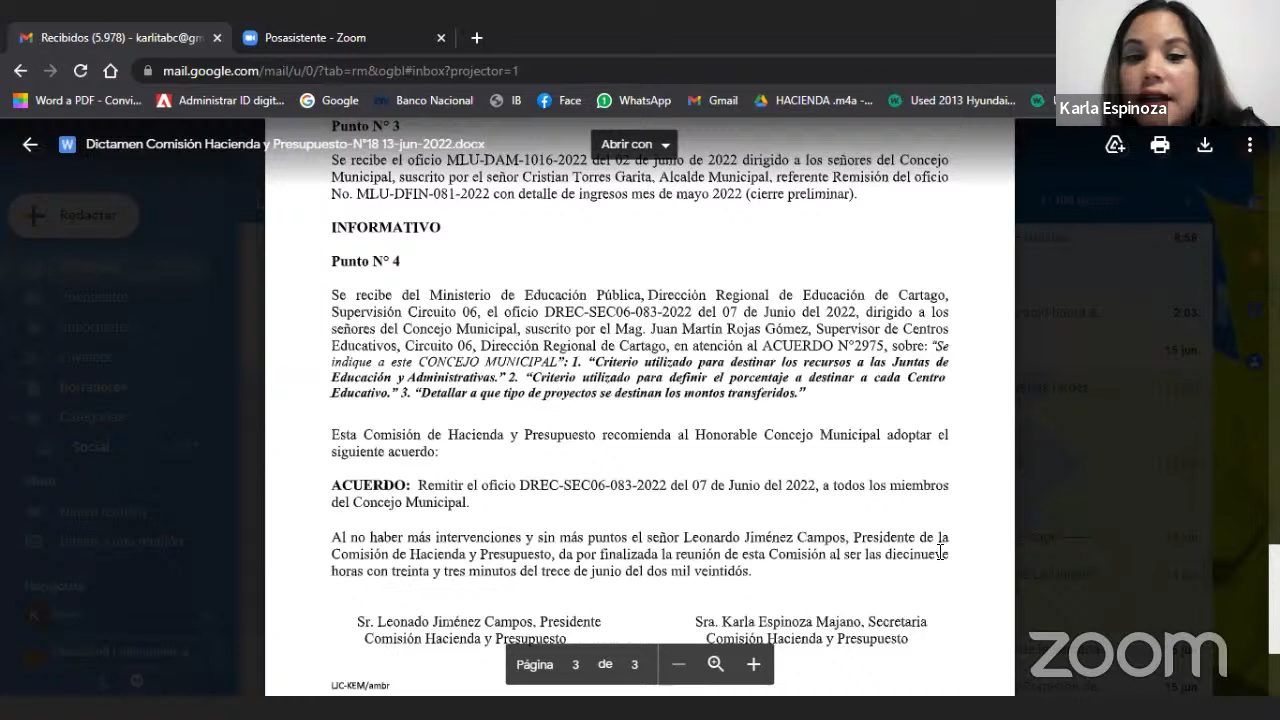 Recibidos (5.978) - karlitabc@gm
Posasistente - Zoom
mail.google.com/mail/u/0/?tab=rm&ogbl#inbox?projector=1
Word a PDF - Convi...
Administrar ID digit...
Google
Banco Nacional
IB
Face
WhatsApp
Gmail
HACIENDA .m4a -...
Used 2013 Hyundai...
Karla Espinoza
Dictamen Comisión Hacienda y Presupuesto-N°18 13-jun-2022.docx
Abrir con
Redactar
Social
8:58
2:03
15 jun
15 jun
Punto N° 3
Se recibe el oficio MLU-DAM-1016-2022 del 02 de junio de 2022 dirigido a los señores del Concejo
Municipal, suscrito por el señor Cristian Torres Garita, Alcalde Municipal, referente Remisión del oficio
No. MLU-DFIN-081-2022 con detalle de ingresos mes de mayo 2022 (cierre preliminar).
INFORMATIVO
Punto N° 4
Se recibe del Ministerio de Educación Pública, Dirección Regional de Educación de Cartago,
Supervisión Circuito 06, el oficio DREC-SEC06-083-2022 del 07 de Junio del 2022, dirigido a los
señores del Concejo Municipal, suscrito por el Mag. Juan Martín Rojas Gómez, Supervisor de Centros
Educativos, Circuito 06, Dirección Regional de Cartago, en atención al ACUERDO N°2975, sobre: “Se
indique a este CONCEJO MUNICIPAL”: 1. “Criterio utilizado para destinar los recursos a las Juntas de
Educación y Administrativas.” 2. “Criterio utilizado para definir el porcentaje a destinar a cada Centro
Educativo.” 3. “Detallar a que tipo de proyectos se destinan los montos transferidos.”
Esta Comisión de Hacienda y Presupuesto recomienda al Honorable Concejo Municipal adoptar el
siguiente acuerdo:
ACUERDO: Remitir el oficio DREC-SEC06-083-2022 del 07 de Junio del 2022, a todos los miembros
del Concejo Municipal.
Al no haber más intervenciones y sin más puntos el señor Leonardo Jiménez Campos, Presidente de la
Comisión de Hacienda y Presupuesto, da por finalizada la reunión de esta Comisión al ser las diecinueve
horas con treinta y tres minutos del trece de junio del dos mil veintidós.
Sr. Leonado Jiménez Campos, Presidente
Sra. Karla Espinoza Majano, Secretaria
Comisión Hacienda y Presupuesto
Comisión Hacienda y Presupuesto
Página 3 de 3
LJC-KEM/ambr
zoom